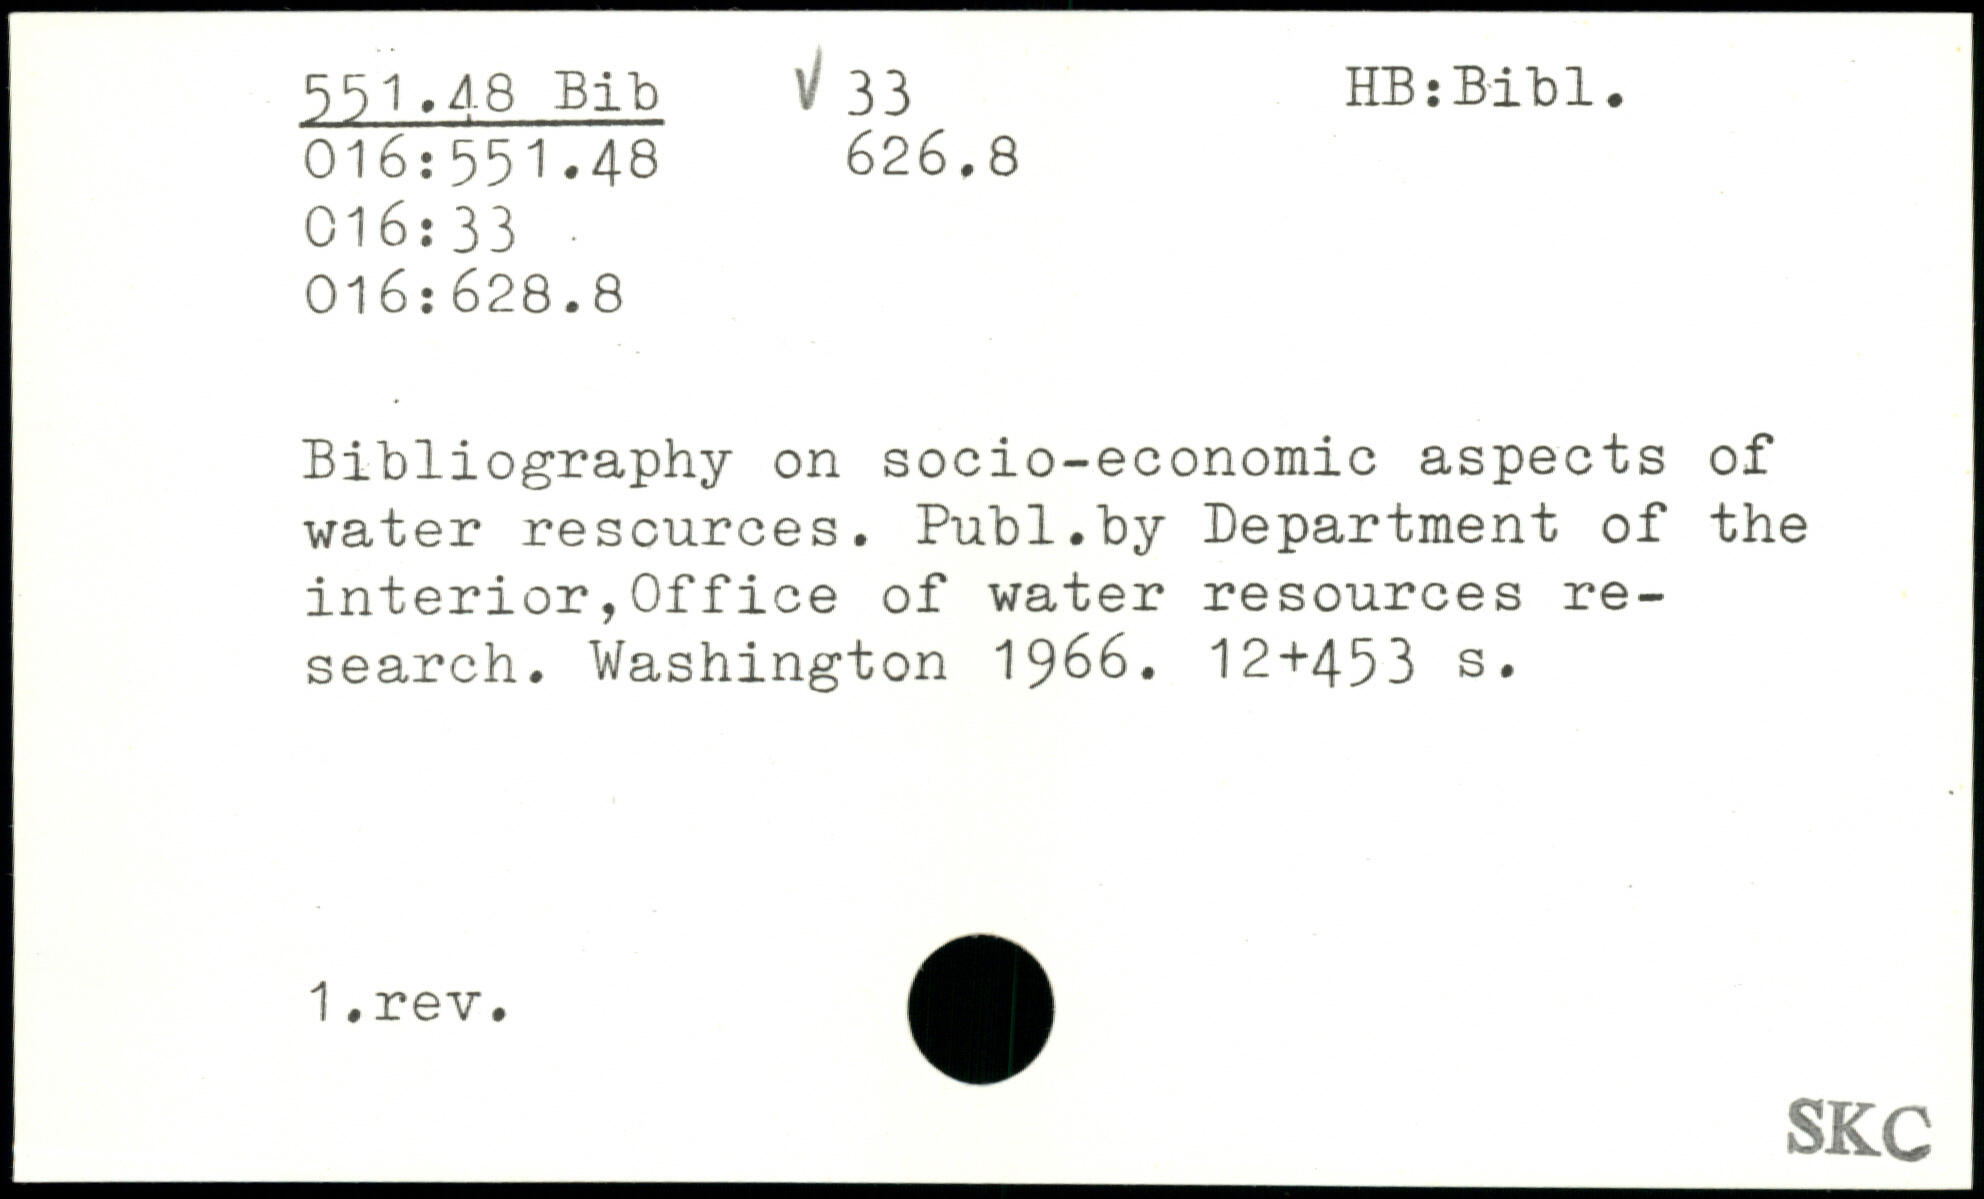 551.48 Bib √ 33 HB:Bibl.
016:551.48 626.8
016:33
016:628.8
Bibliography on socio-economic aspects of
water rescurces. Publ.by Department of the
interior,Office of water resources re-
search. Washington 1966. 12+453 s.
1.rev.
SKC